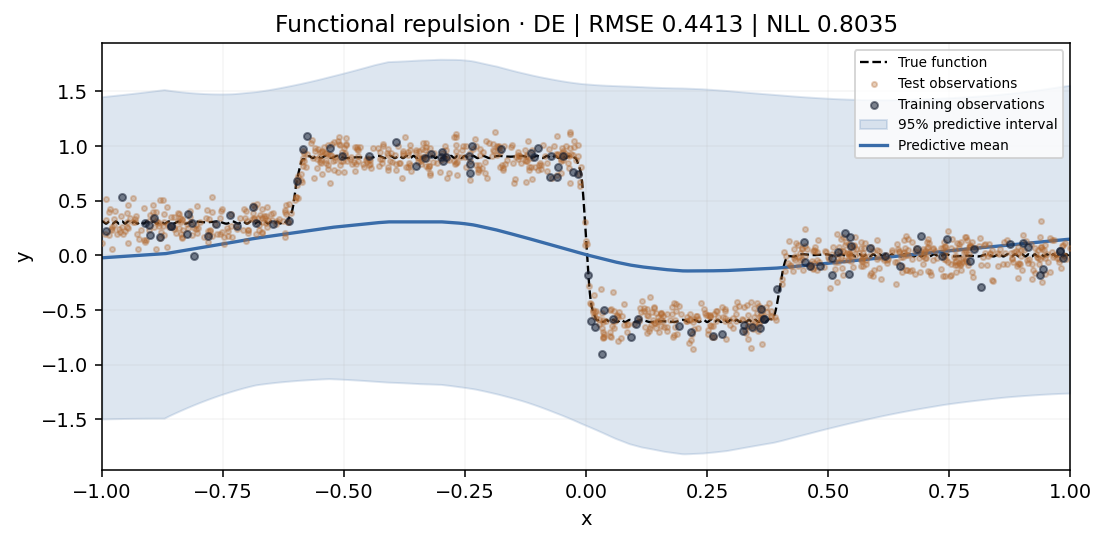 Functional repulsion · DE | RMSE 0.4413 | NLL 0.8035
True function
Test observations
Training observations
95% predictive interval
Predictive mean
y
1.5
1.0
0.5
0.0
−0.5
−1.0
−1.5
−1.00 −0.75 −0.50 −0.25 0.00 0.25 0.50 0.75 1.00
x